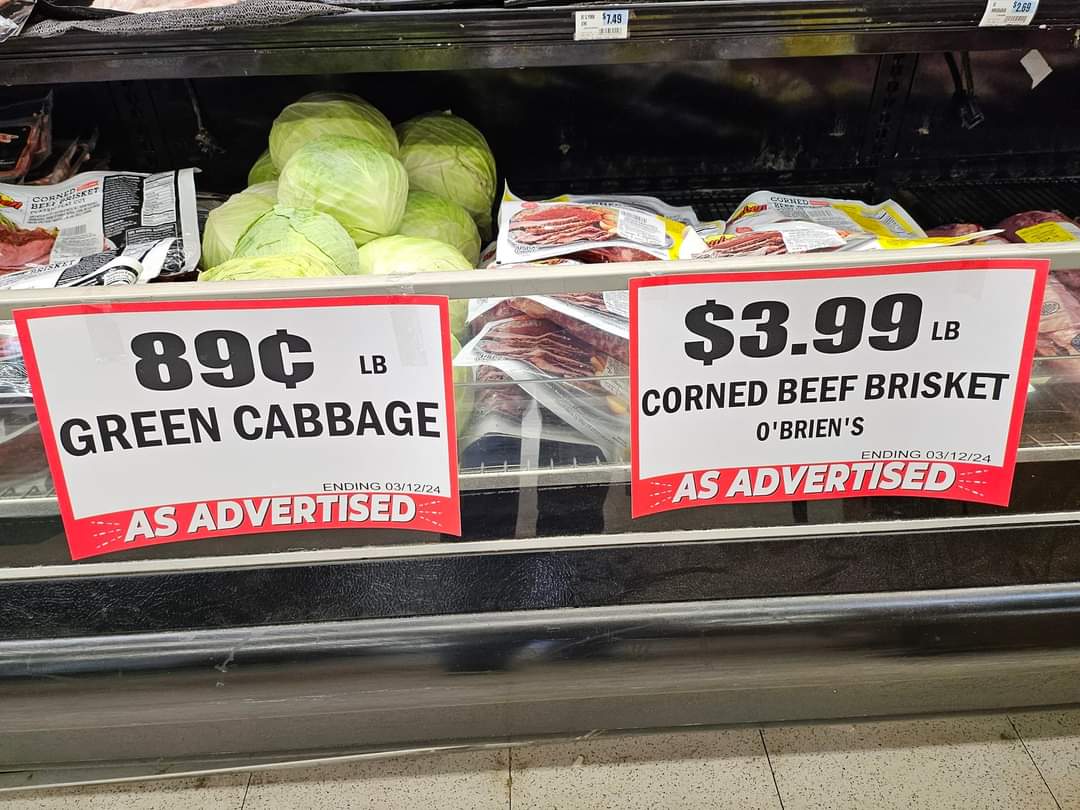 $7.49
$2.69
CORNED
BEEF BRISKET
CORNED
89¢ LB
GREEN CABBAGE
ENDING 03/12/24
AS ADVERTISED
$3.99 LB
CORNED BEEF BRISKET
O'BRIEN'S
ENDING 03/12/24
AS ADVERTISED